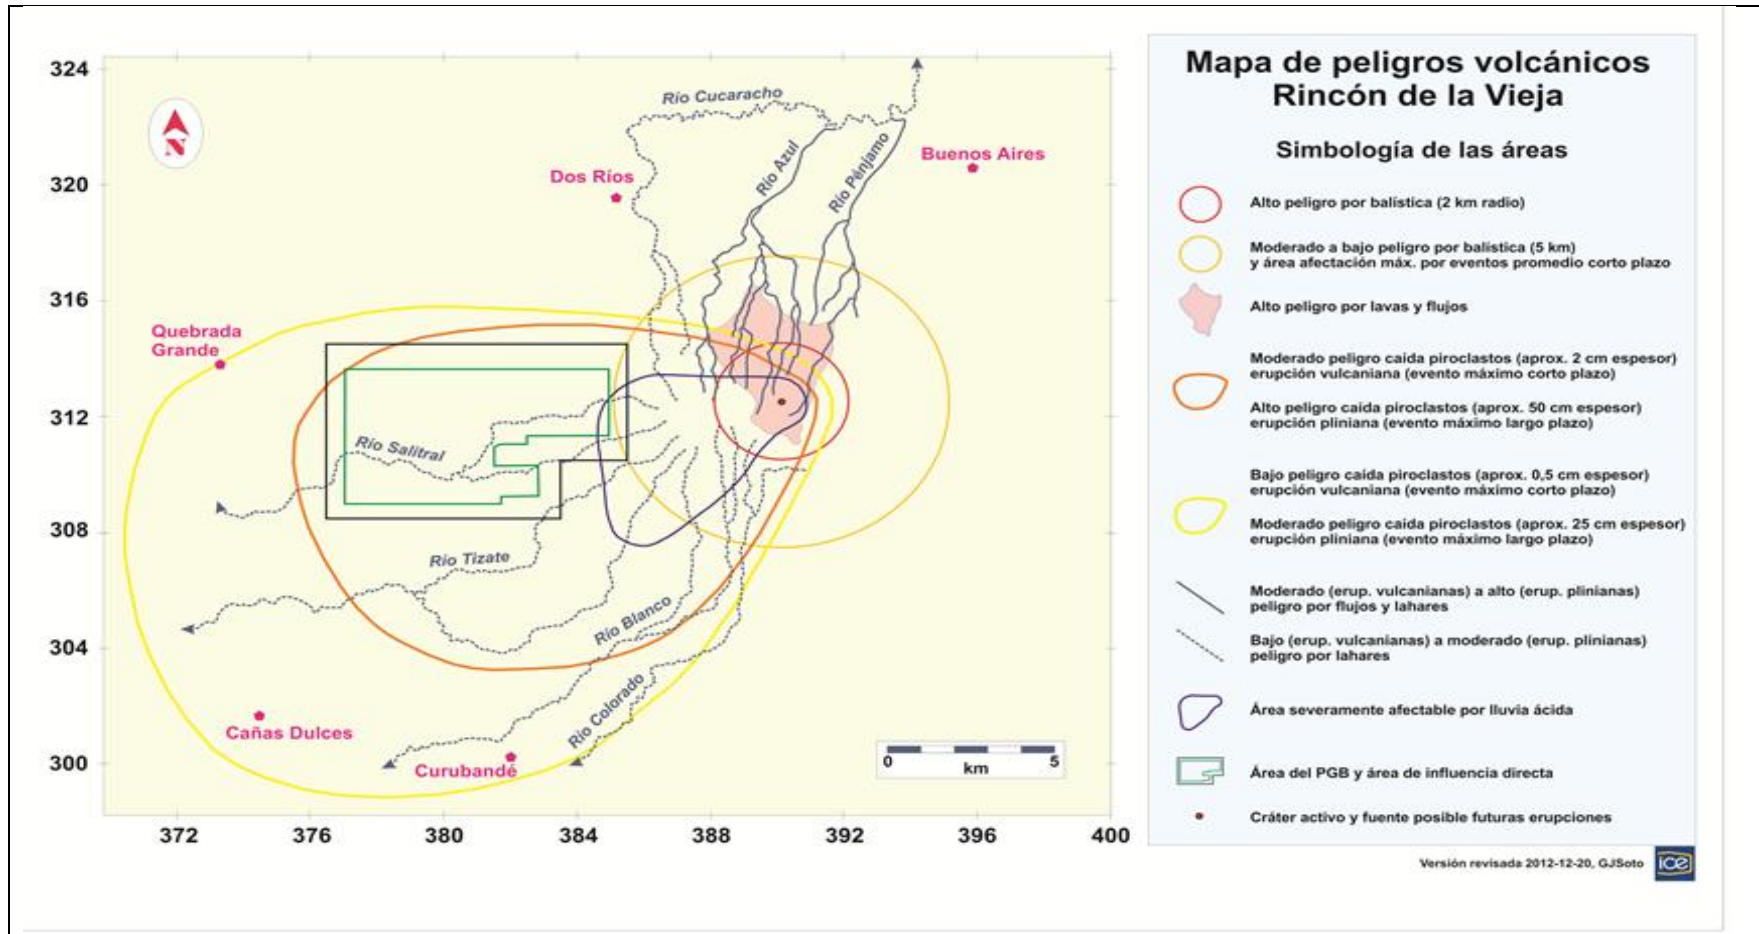 324
320
316
312
308
304
300
372
376
380
384
388
392
396
400
N
Río Cucaracho
Río Azul
Río Pénjamo
Buenos Aires
Dos Ríos
Quebrada
Grande
Río Salitral
Río Tizate
Río Blanco
Río Colorado
Cañas Dulces
Curubandé
0
5
km
Mapa de peligros volcánicos
Rincón de la Vieja
Simbología de las áreas
Alto peligro por balística (2 km radio)
Moderado a bajo peligro por balística (5 km)
y área afectación máx. por eventos promedio corto plazo
Alto peligro por lavas y flujos
Moderado peligro caida piroclastos (aprox. 2 cm espesor)
erupción vulcaniana (evento máximo corto plazo)
Alto peligro caida piroclastos (aprox. 50 cm espesor)
erupción pliniana (evento máximo largo plazo)
Bajo peligro caida piroclastos (aprox. 0,5 cm espesor)
erupción vulcaniana (evento máximo corto plazo)
Moderado peligro caida piroclastos (aprox. 25 cm espesor)
erupción pliniana (evento máximo largo plazo)
Moderado (erup. vulcanianas) a alto (erup. plinianas)
peligro por flujos y lahares
Bajo (erup. vulcanianas) a moderado (erup. plinianas)
peligro por lahares
Área severamente afectable por lluvia ácida
Área del PGB y área de influencia directa
Cráter activo y fuente posible futuras erupciones
Versión revisada 2012-12-20, GJSoto
ice